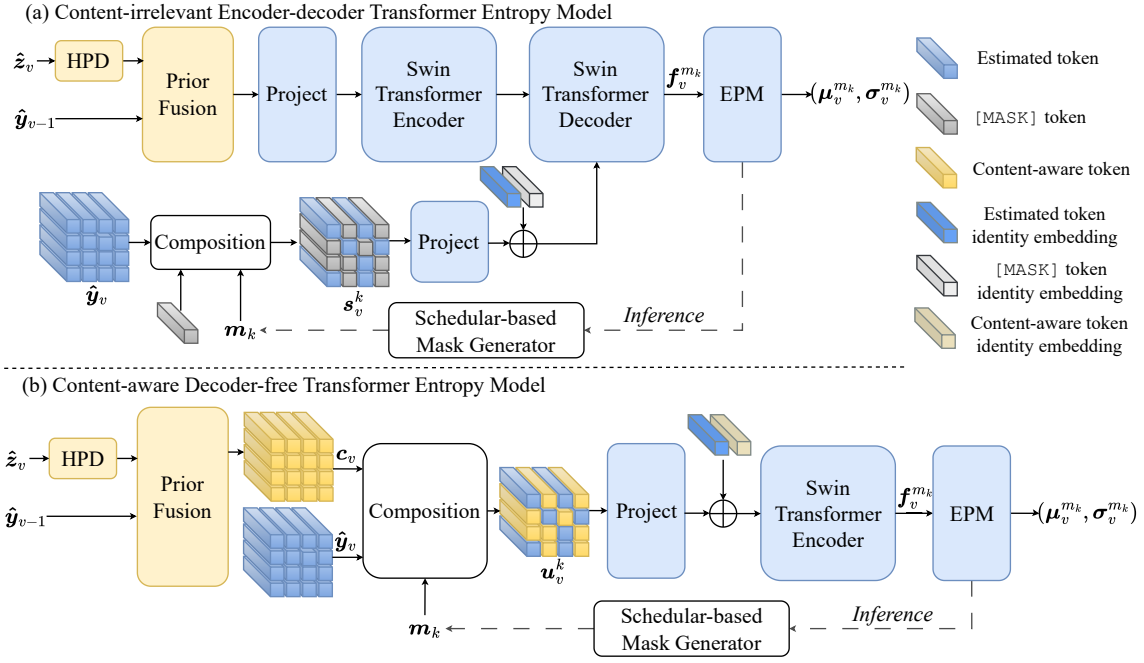 (a) Content-irrelevant Encoder-decoder Transformer Entropy Model
ẑ_v
HPD
ŷ_{v−1}
Prior
Fusion
Project
Swin
Transformer
Encoder
Swin
Transformer
Decoder
f_v^{m_k}
EPM
(μ_v^{m_k}, σ_v^{m_k})
ŷ_v
Composition
m_k
s_v^k
Project
Schedular-based
Mask Generator
Inference
Estimated token
[MASK] token
Content-aware token
Estimated token
identity embedding
[MASK] token
identity embedding
Content-aware token
identity embedding
(b) Content-aware Decoder-free Transformer Entropy Model
ẑ_v
HPD
ŷ_{v−1}
Prior
Fusion
c_v
ŷ_v
Composition
m_k
u_v^k
Project
Swin
Transformer
Encoder
f_v^{m_k}
EPM
(μ_v^{m_k}, σ_v^{m_k})
Schedular-based
Mask Generator
Inference